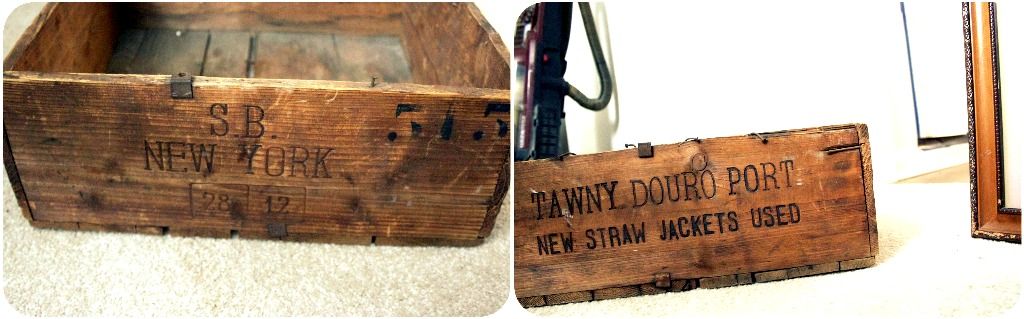 S.B.
NEW YORK
28 12
TAWNY DOURO PORT
NEW STRAW JACKETS USED